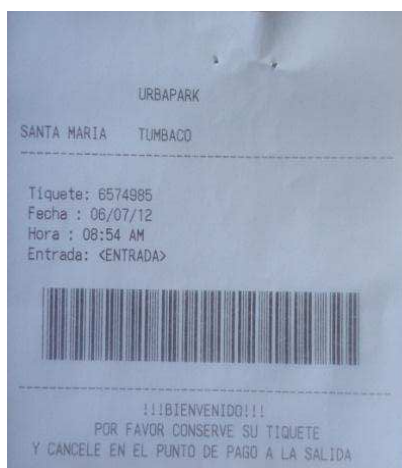 URBAPARK
SANTA MARIA TUMBACO
Tiquete: 6574985
Fecha : 06/07/12
Hora : 08:54 AM
Entrada: <ENTRADA>
!!!BIENVENIDO!!!
POR FAVOR CONSERVE SU TIQUETE
Y CANCELE EN EL PUNTO DE PAGO A LA SALIDA